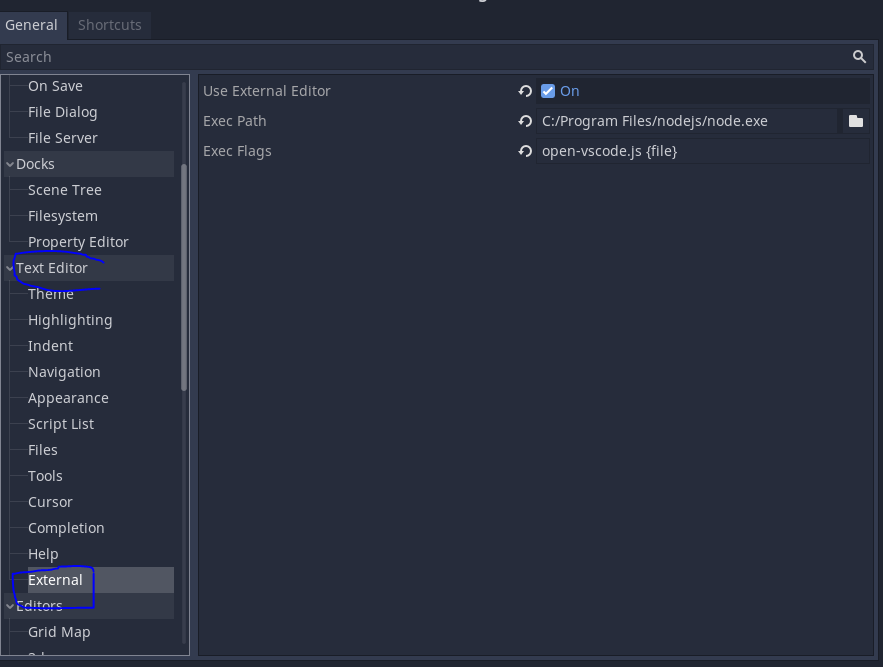 General Shortcuts
Search
On Save
File Dialog
File Server
Docks
Scene Tree
Filesystem
Property Editor
Text Editor
Theme
Highlighting
Indent
Navigation
Appearance
Script List
Files
Tools
Cursor
Completion
Help
External
Editors
Grid Map
Use External Editor On
Exec Path C:/Program Files/nodejs/node.exe
Exec Flags open-vscode.js {file}